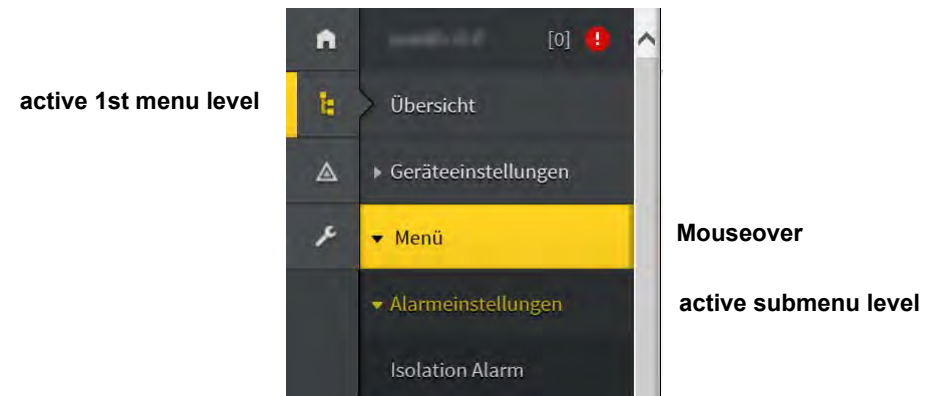 [0] !
active 1st menu level
Übersicht
Geräteeinstellungen
Menü
Mouseover
Alarmeinstellungen
active submenu level
Isolation Alarm